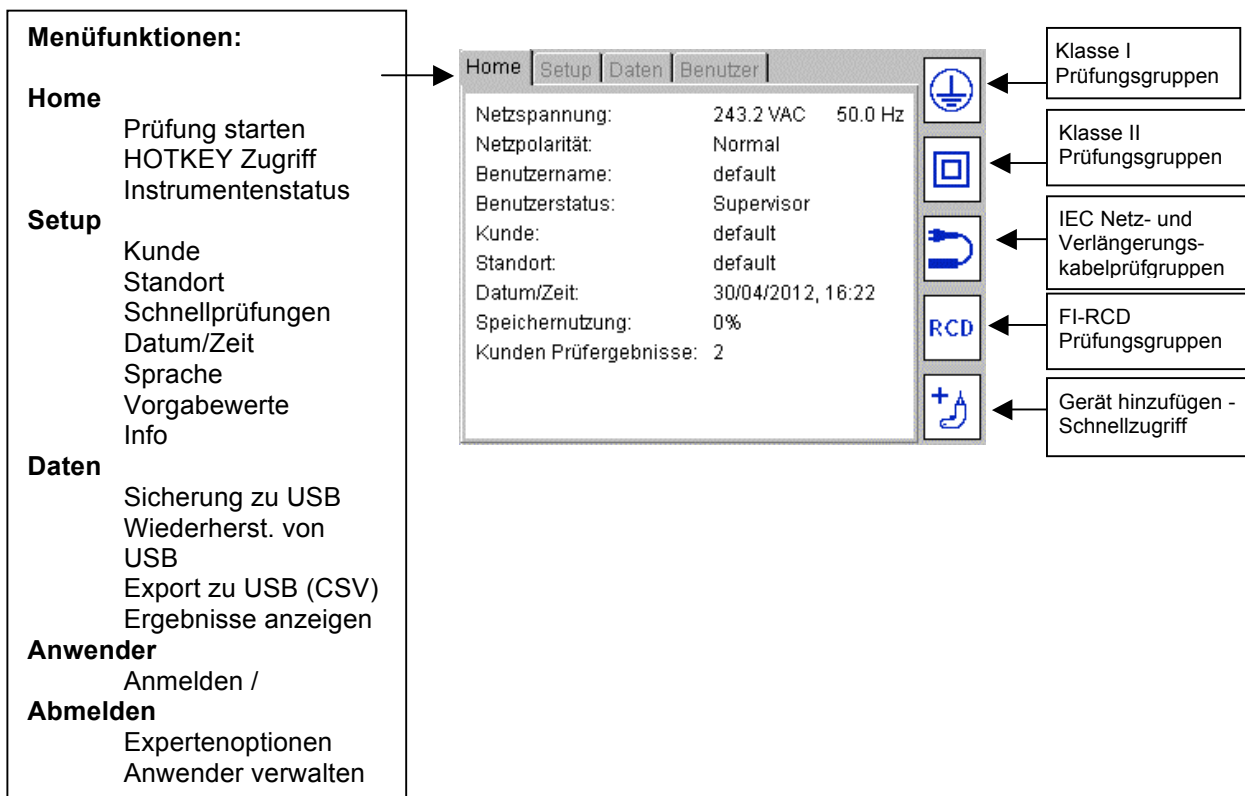 Menüfunktionen:
Home
Prüfung starten
HOTKEY Zugriff
Instrumentenstatus
Setup
Kunde
Standort
Schnellprüfungen
Datum/Zeit
Sprache
Vorgabewerte
Info
Daten
Sicherung zu USB
Wiederherst. von
USB
Export zu USB (CSV)
Ergebnisse anzeigen
Anwender
Anmelden /
Abmelden
Expertenoptionen
Anwender verwalten
Home Setup Daten Benutzer
Netzspannung: 243.2 VAC 50.0 Hz
Netzpolarität: Normal
Benutzername: default
Benutzerstatus: Supervisor
Kunde: default
Standort: default
Datum/Zeit: 30/04/2012, 16:22
Speichernutzung: 0%
Kunden Prüfergebnisse: 2
RCD
Klasse I
Prüfungsgruppen
Klasse II
Prüfungsgruppen
IEC Netz- und
Verlängerungs-
kabelprüfgruppen
FI-RCD
Prüfungsgruppen
Gerät hinzufügen -
Schnellzugriff